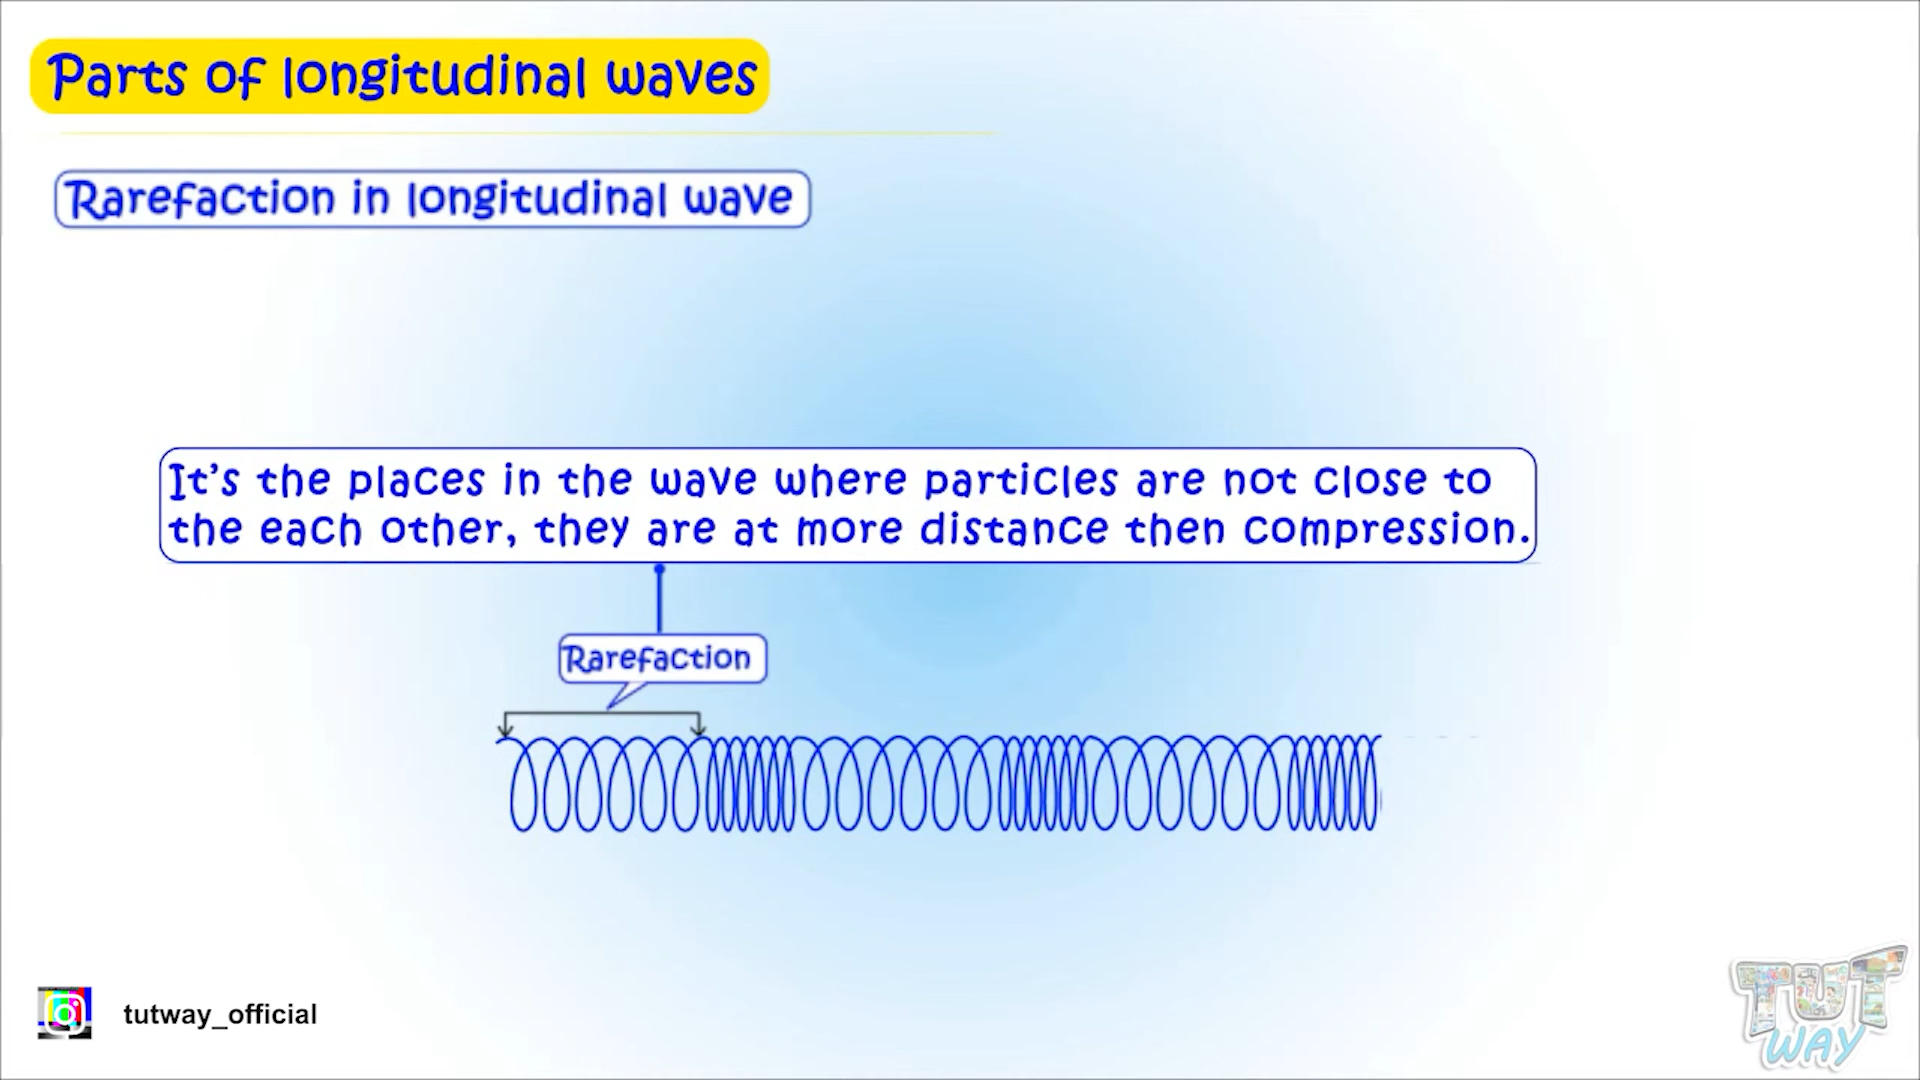 Parts of longitudinal waves
Rarefaction in longitudinal wave
It's the places in the wave where particles are not close to
the each other, they are at more distance then compression.
Rarefaction
tutway_official
TUT
WAY